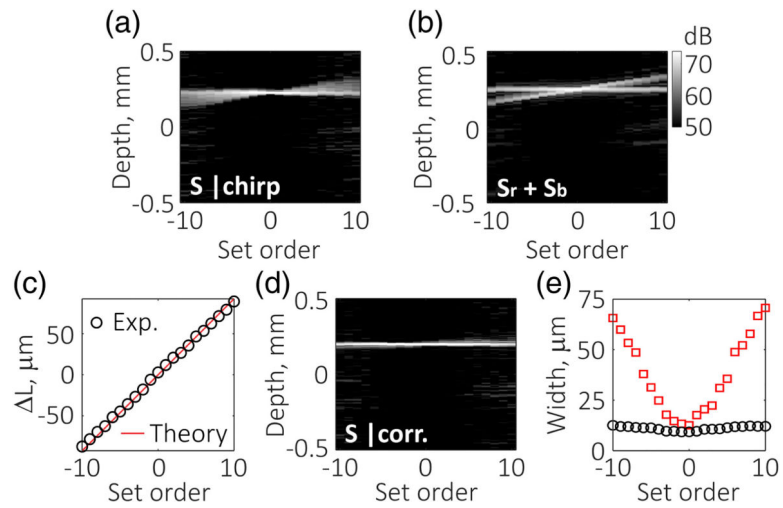 (a)
(b)
dB
0.5
0
-0.5
Depth, mm
S |chirp
-10 0 10
Set order
0.5
0
-0.5
Depth, mm
Sr + Sb
-10 0 10
Set order
70
60
50
(c)
50
0
-50
ΔL, μm
Exp.
Theory
-10 0 10
Set order
(d)
0.5
0
-0.5
Depth, mm
S |corr.
-10 0 10
Set order
(e)
75
50
25
0
Width, μm
-10 0 10
Set order